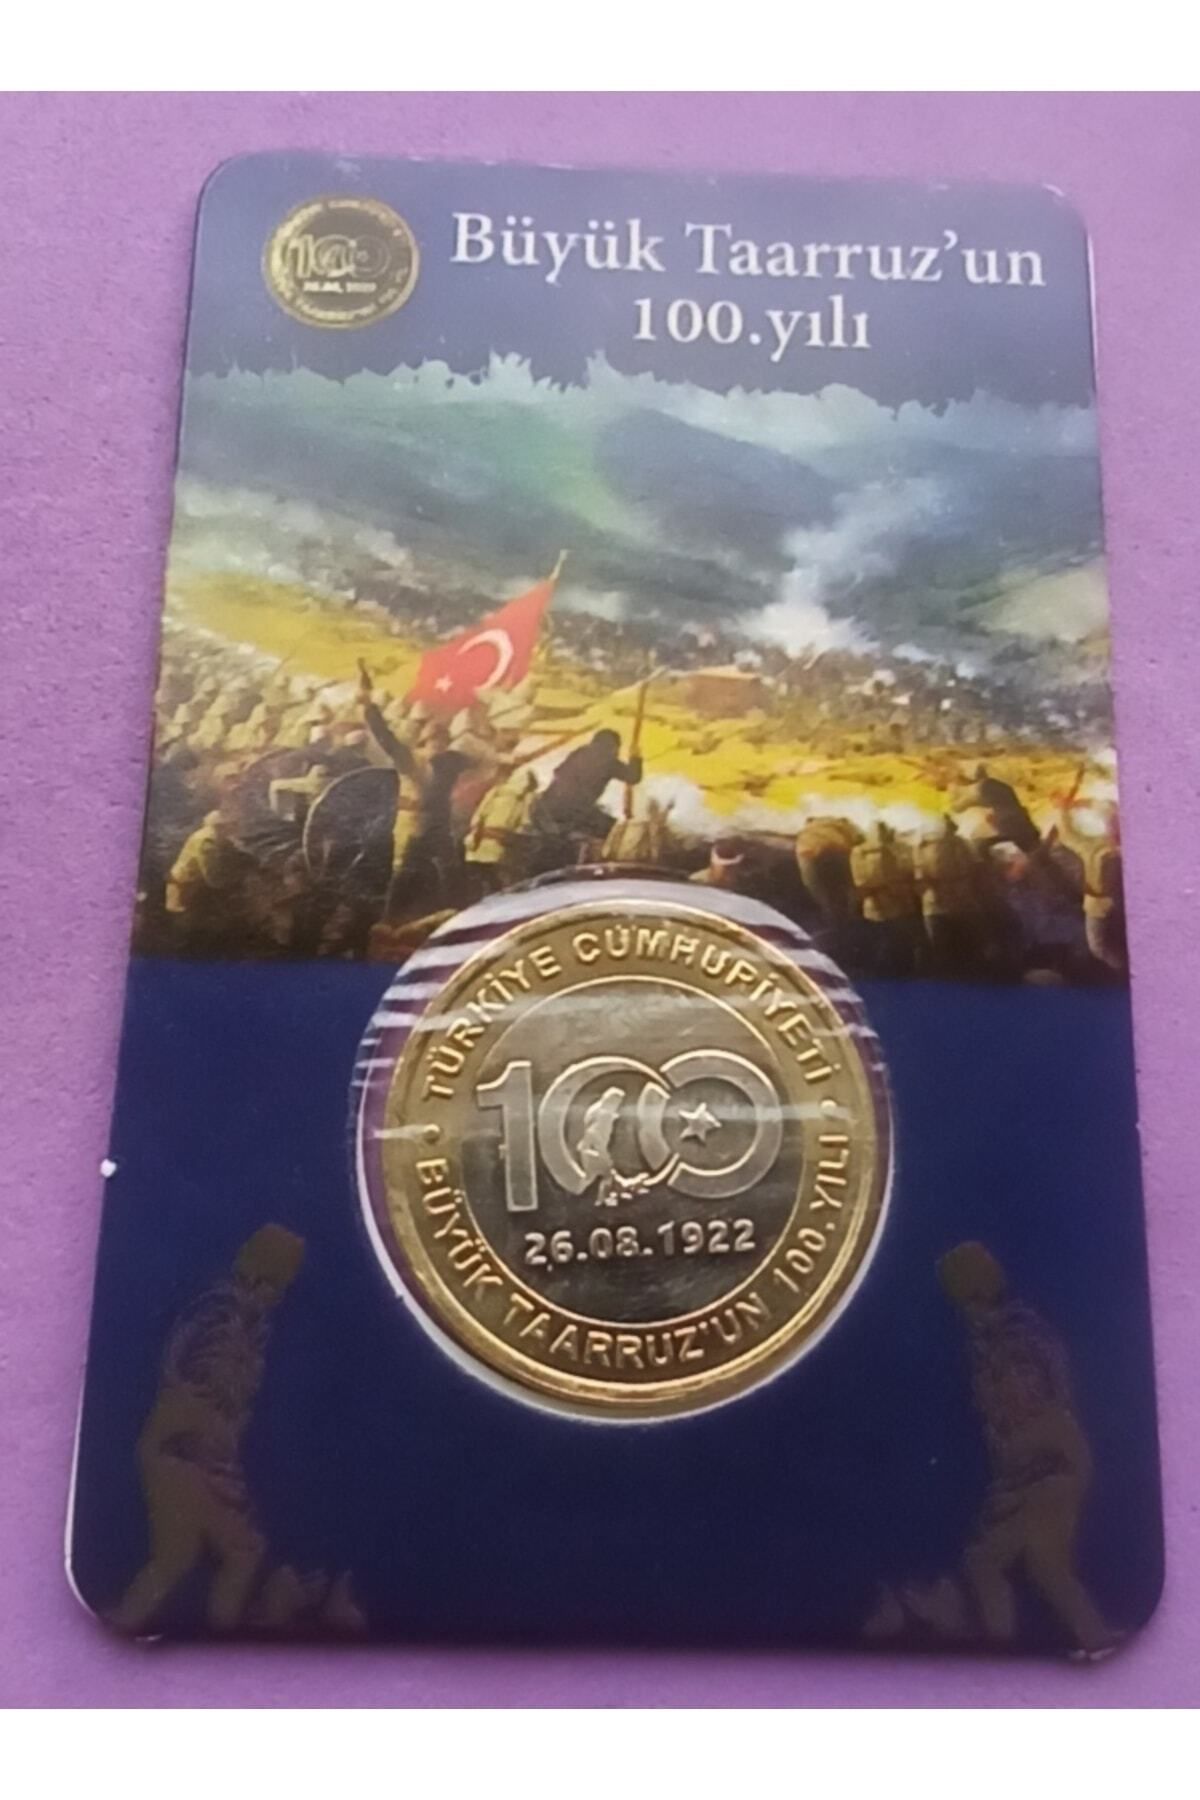 Büyük Taarruz'un
100.yılı
TÜRKİYE CUMHURİYETİ
100
26.08.1922
BÜYÜK TAARRUZ'UN 100. YILI